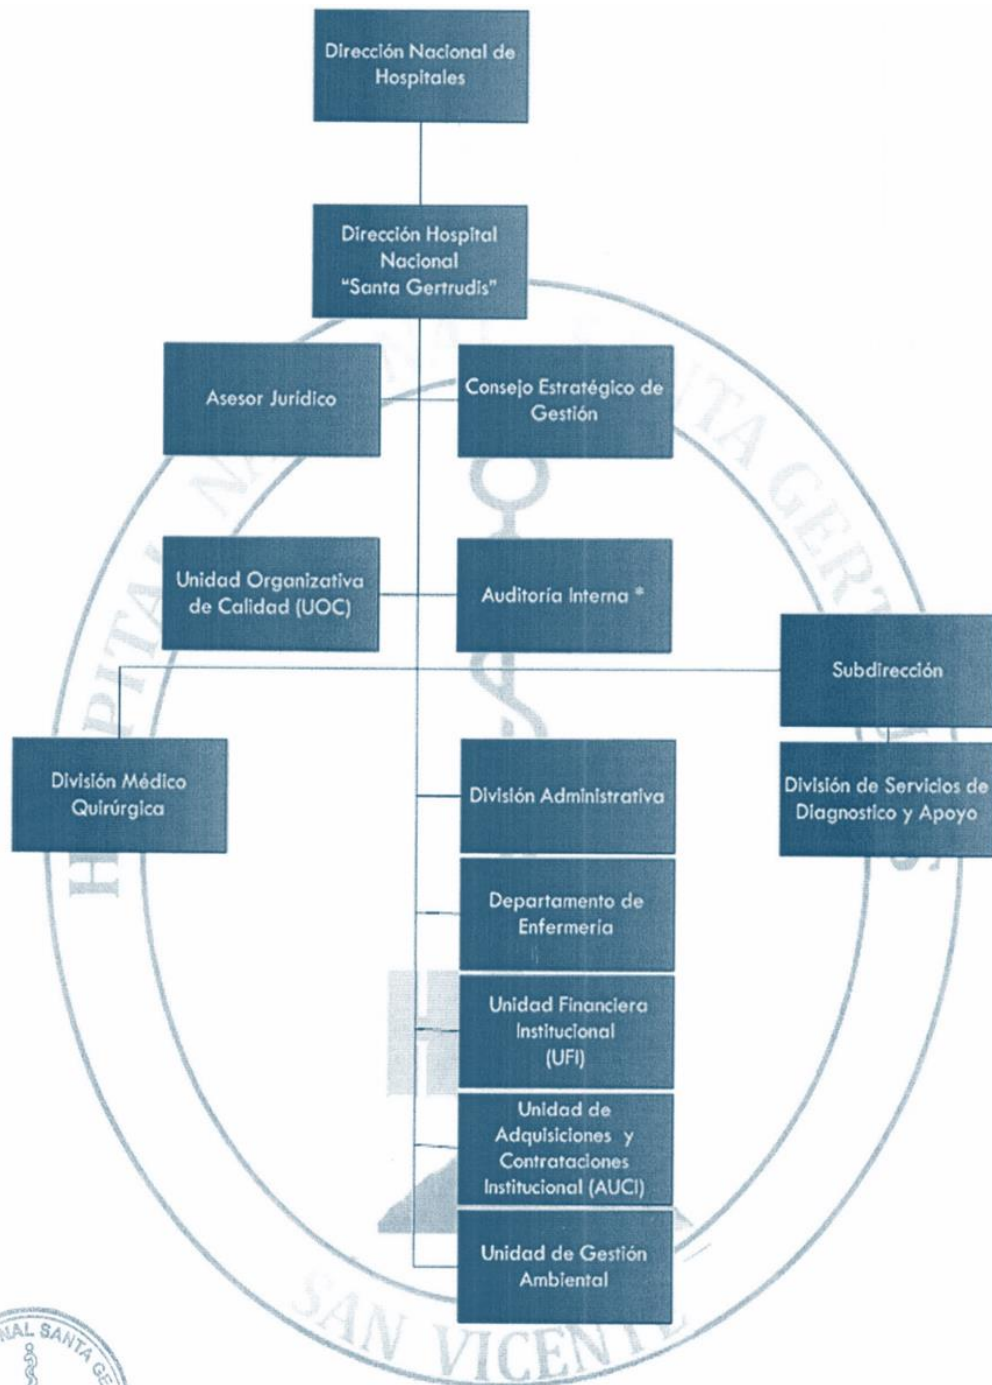 Dirección Nacional de
Hospitales
Dirección Hospital
Nacional
“Santa Gertrudis”
Asesor Jurídico
Consejo Estratégico de
Gestión
Unidad Organizativa
de Calidad (UOC)
Auditoría Interna *
Subdirección
División Médico
Quirúrgica
División Administrativa
División de Servicios de
Diagnostico y Apoyo
Departamento de
Enfermería
Unidad Financiera
Institucional
(UFI)
Unidad de
Adquisiciones y
Contrataciones
Institucional (AUCI)
Unidad de Gestión
Ambiental
SAN VICENTE